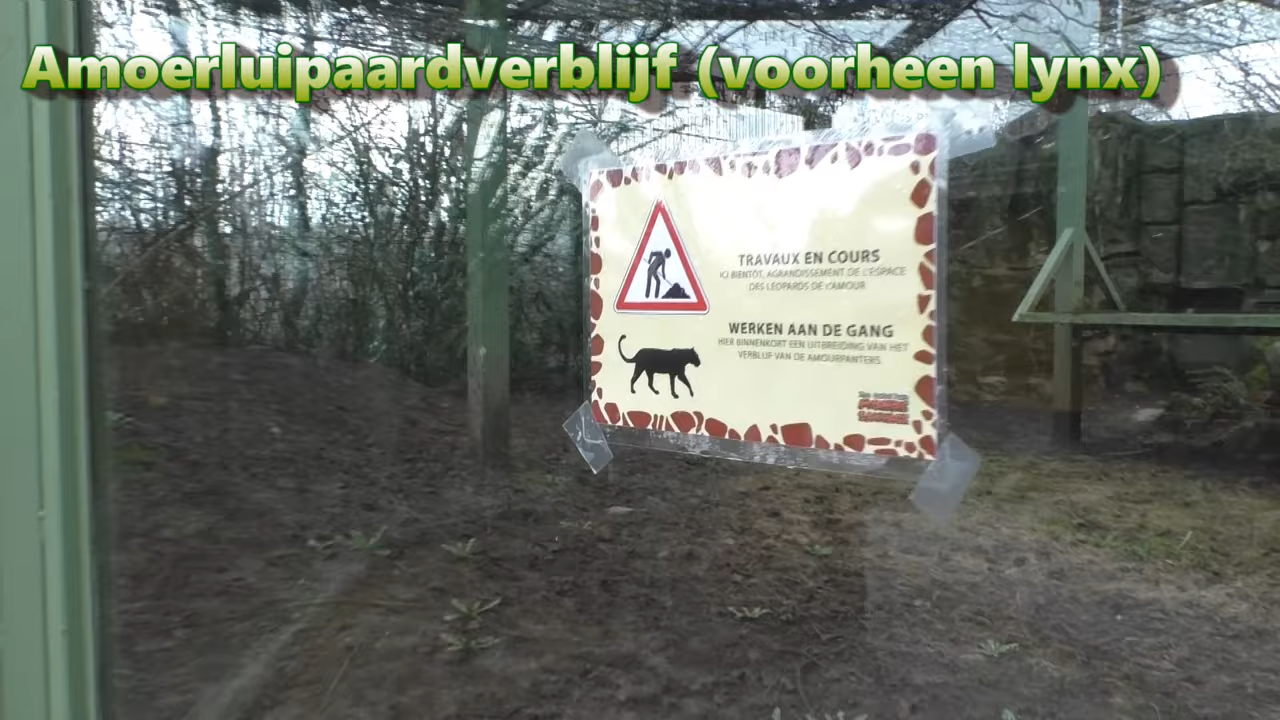 Amoerluipaardverblijf (voorheen lynx)
TRAVAUX EN COURS
ICI BIENTÔT, AGRANDISSEMENT DE L'ESPACE
DES LÉOPARDS DE L'AMOUR
WERKEN AAN DE GANG
HIER BINNENKORT EEN UITBREIDING VAN HET
VERBLIJF VAN DE AMOURPANTERS